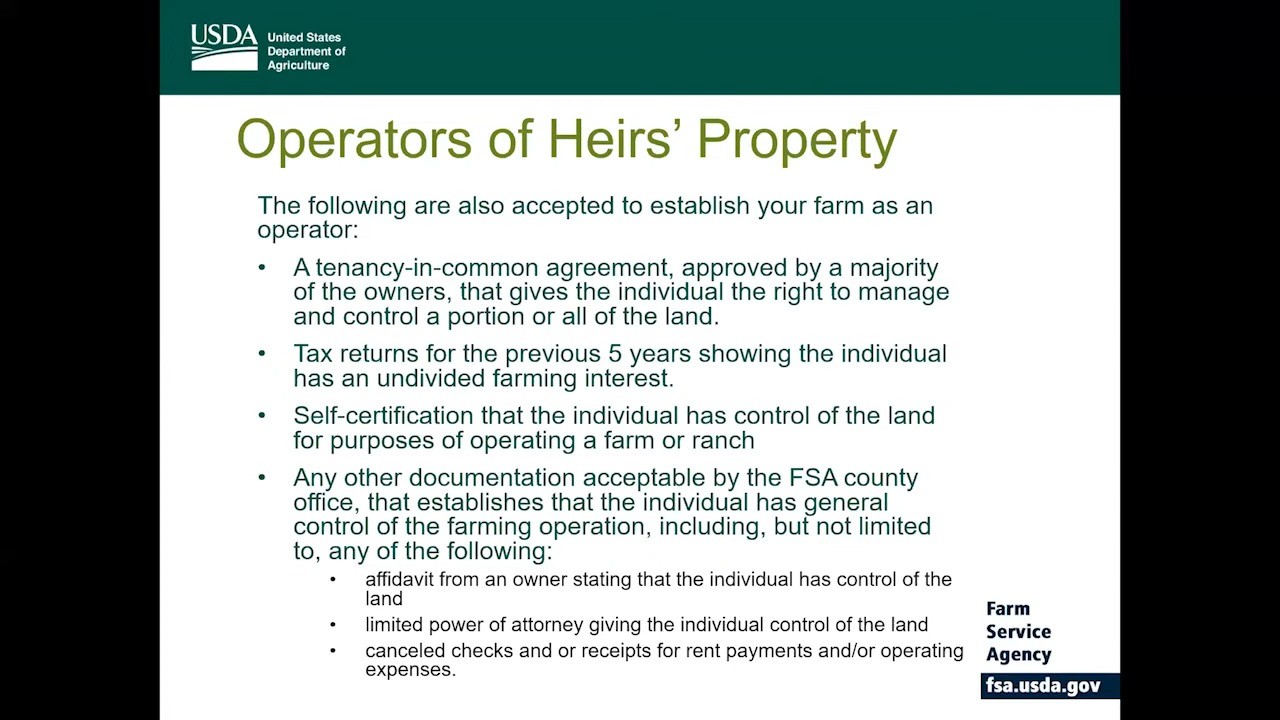 USDA
United States
Department of
Agriculture
Operators of Heirs’ Property
The following are also accepted to establish your farm as an
operator:
• A tenancy-in-common agreement, approved by a majority
of the owners, that gives the individual the right to manage
and control a portion or all of the land.
• Tax returns for the previous 5 years showing the individual
has an undivided farming interest.
• Self-certification that the individual has control of the land
for purposes of operating a farm or ranch
• Any other documentation acceptable by the FSA county
office, that establishes that the individual has general
control of the farming operation, including, but not limited
to, any of the following:
• affidavit from an owner stating that the individual has control of the
land
• limited power of attorney giving the individual control of the land
• canceled checks and or receipts for rent payments and/or operating
expenses.
Farm
Service
Agency
fsa.usda.gov